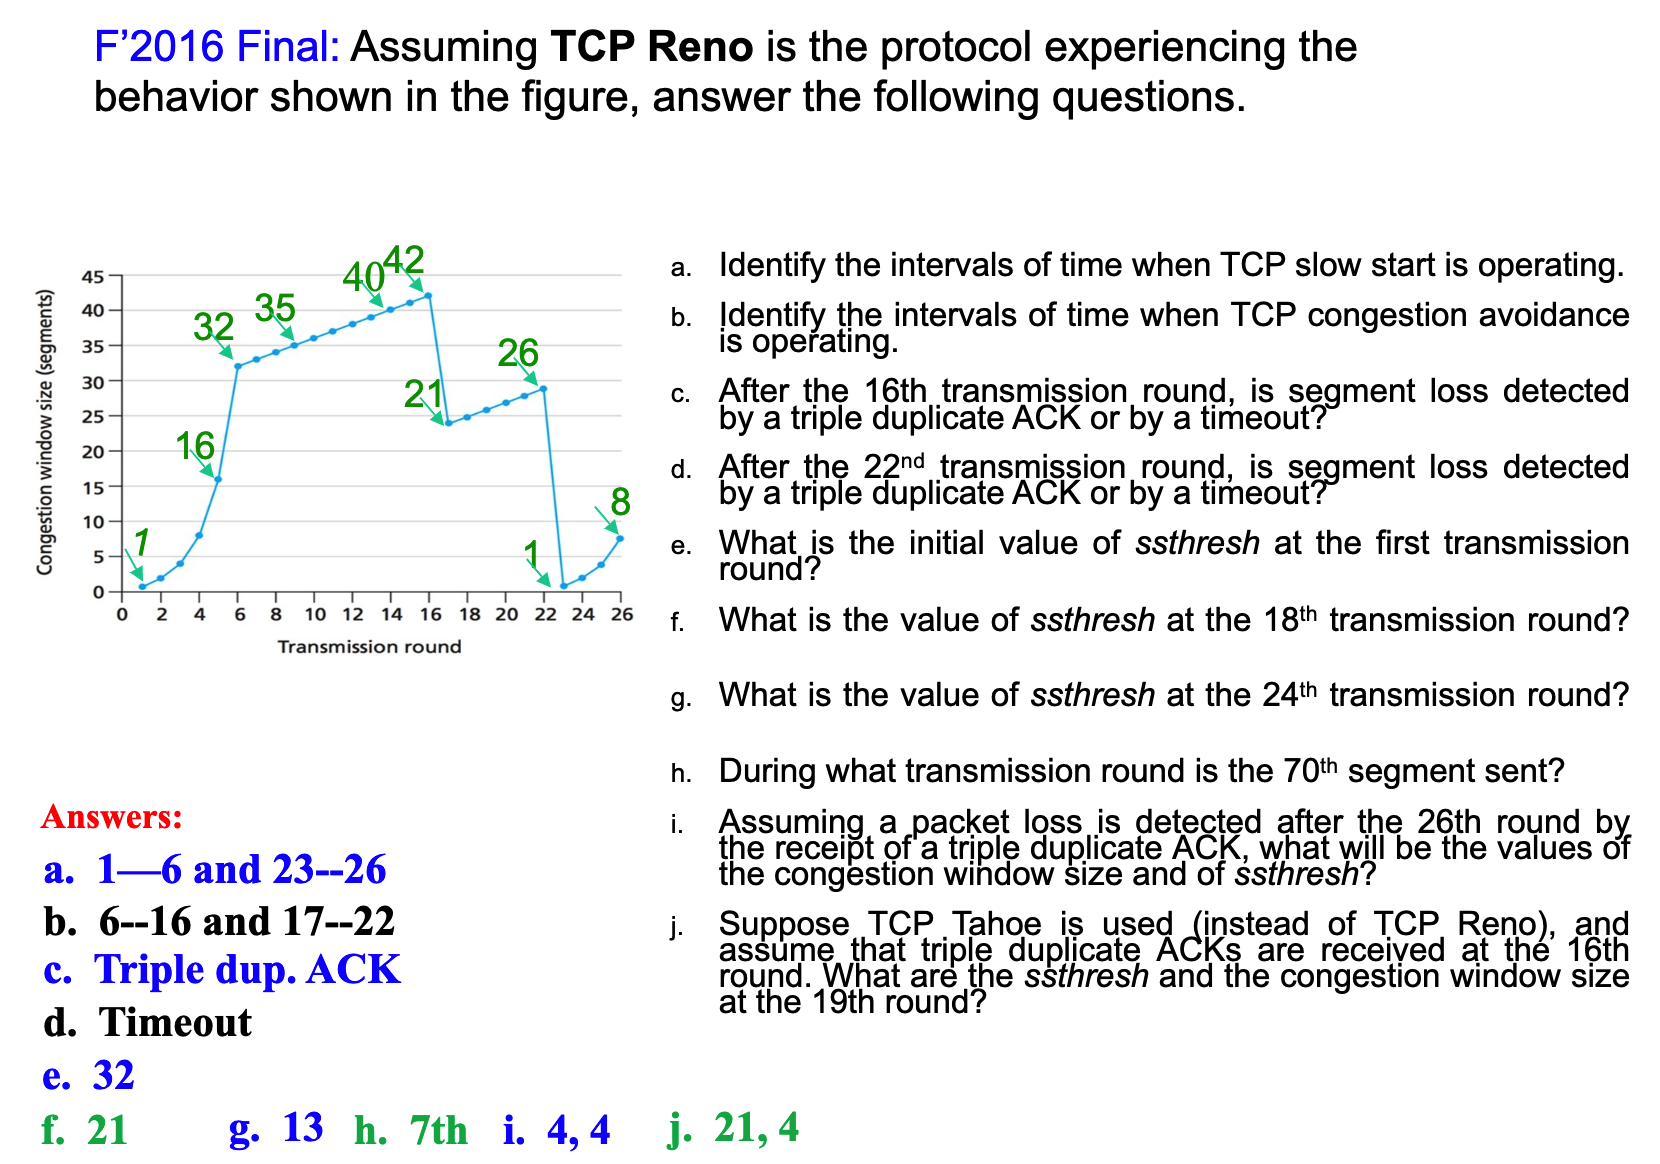 F’2016 Final: Assuming TCP Reno is the protocol experiencing the
behavior shown in the figure, answer the following questions.
Congestion window size (segments)
45
40
35
30
25
20
15
10
5
0
0 2 4 6 8 10 12 14 16 18 20 22 24 26
Transmission round
1
16
32
35
40
42
21
26
1
8
a. Identify the intervals of time when TCP slow start is operating.
b. Identify the intervals of time when TCP congestion avoidance
is operating.
c. After the 16th transmission round, is segment loss detected
by a triple duplicate ACK or by a timeout?
d. After the 22nd transmission round, is segment loss detected
by a triple duplicate ACK or by a timeout?
e. What is the initial value of ssthresh at the first transmission
round?
f. What is the value of ssthresh at the 18th transmission round?
g. What is the value of ssthresh at the 24th transmission round?
h. During what transmission round is the 70th segment sent?
i. Assuming a packet loss is detected after the 26th round by
the receipt of a triple duplicate ACK, what will be the values of
the congestion window size and of ssthresh?
j. Suppose TCP Tahoe is used (instead of TCP Reno), and
assume that triple duplicate ACKs are received at the 16th
round. What are the ssthresh and the congestion window size
at the 19th round?
Answers:
a. 1—6 and 23--26
b. 6--16 and 17--22
c. Triple dup. ACK
d. Timeout
e. 32
f. 21 g. 13 h. 7th i. 4, 4 j. 21, 4